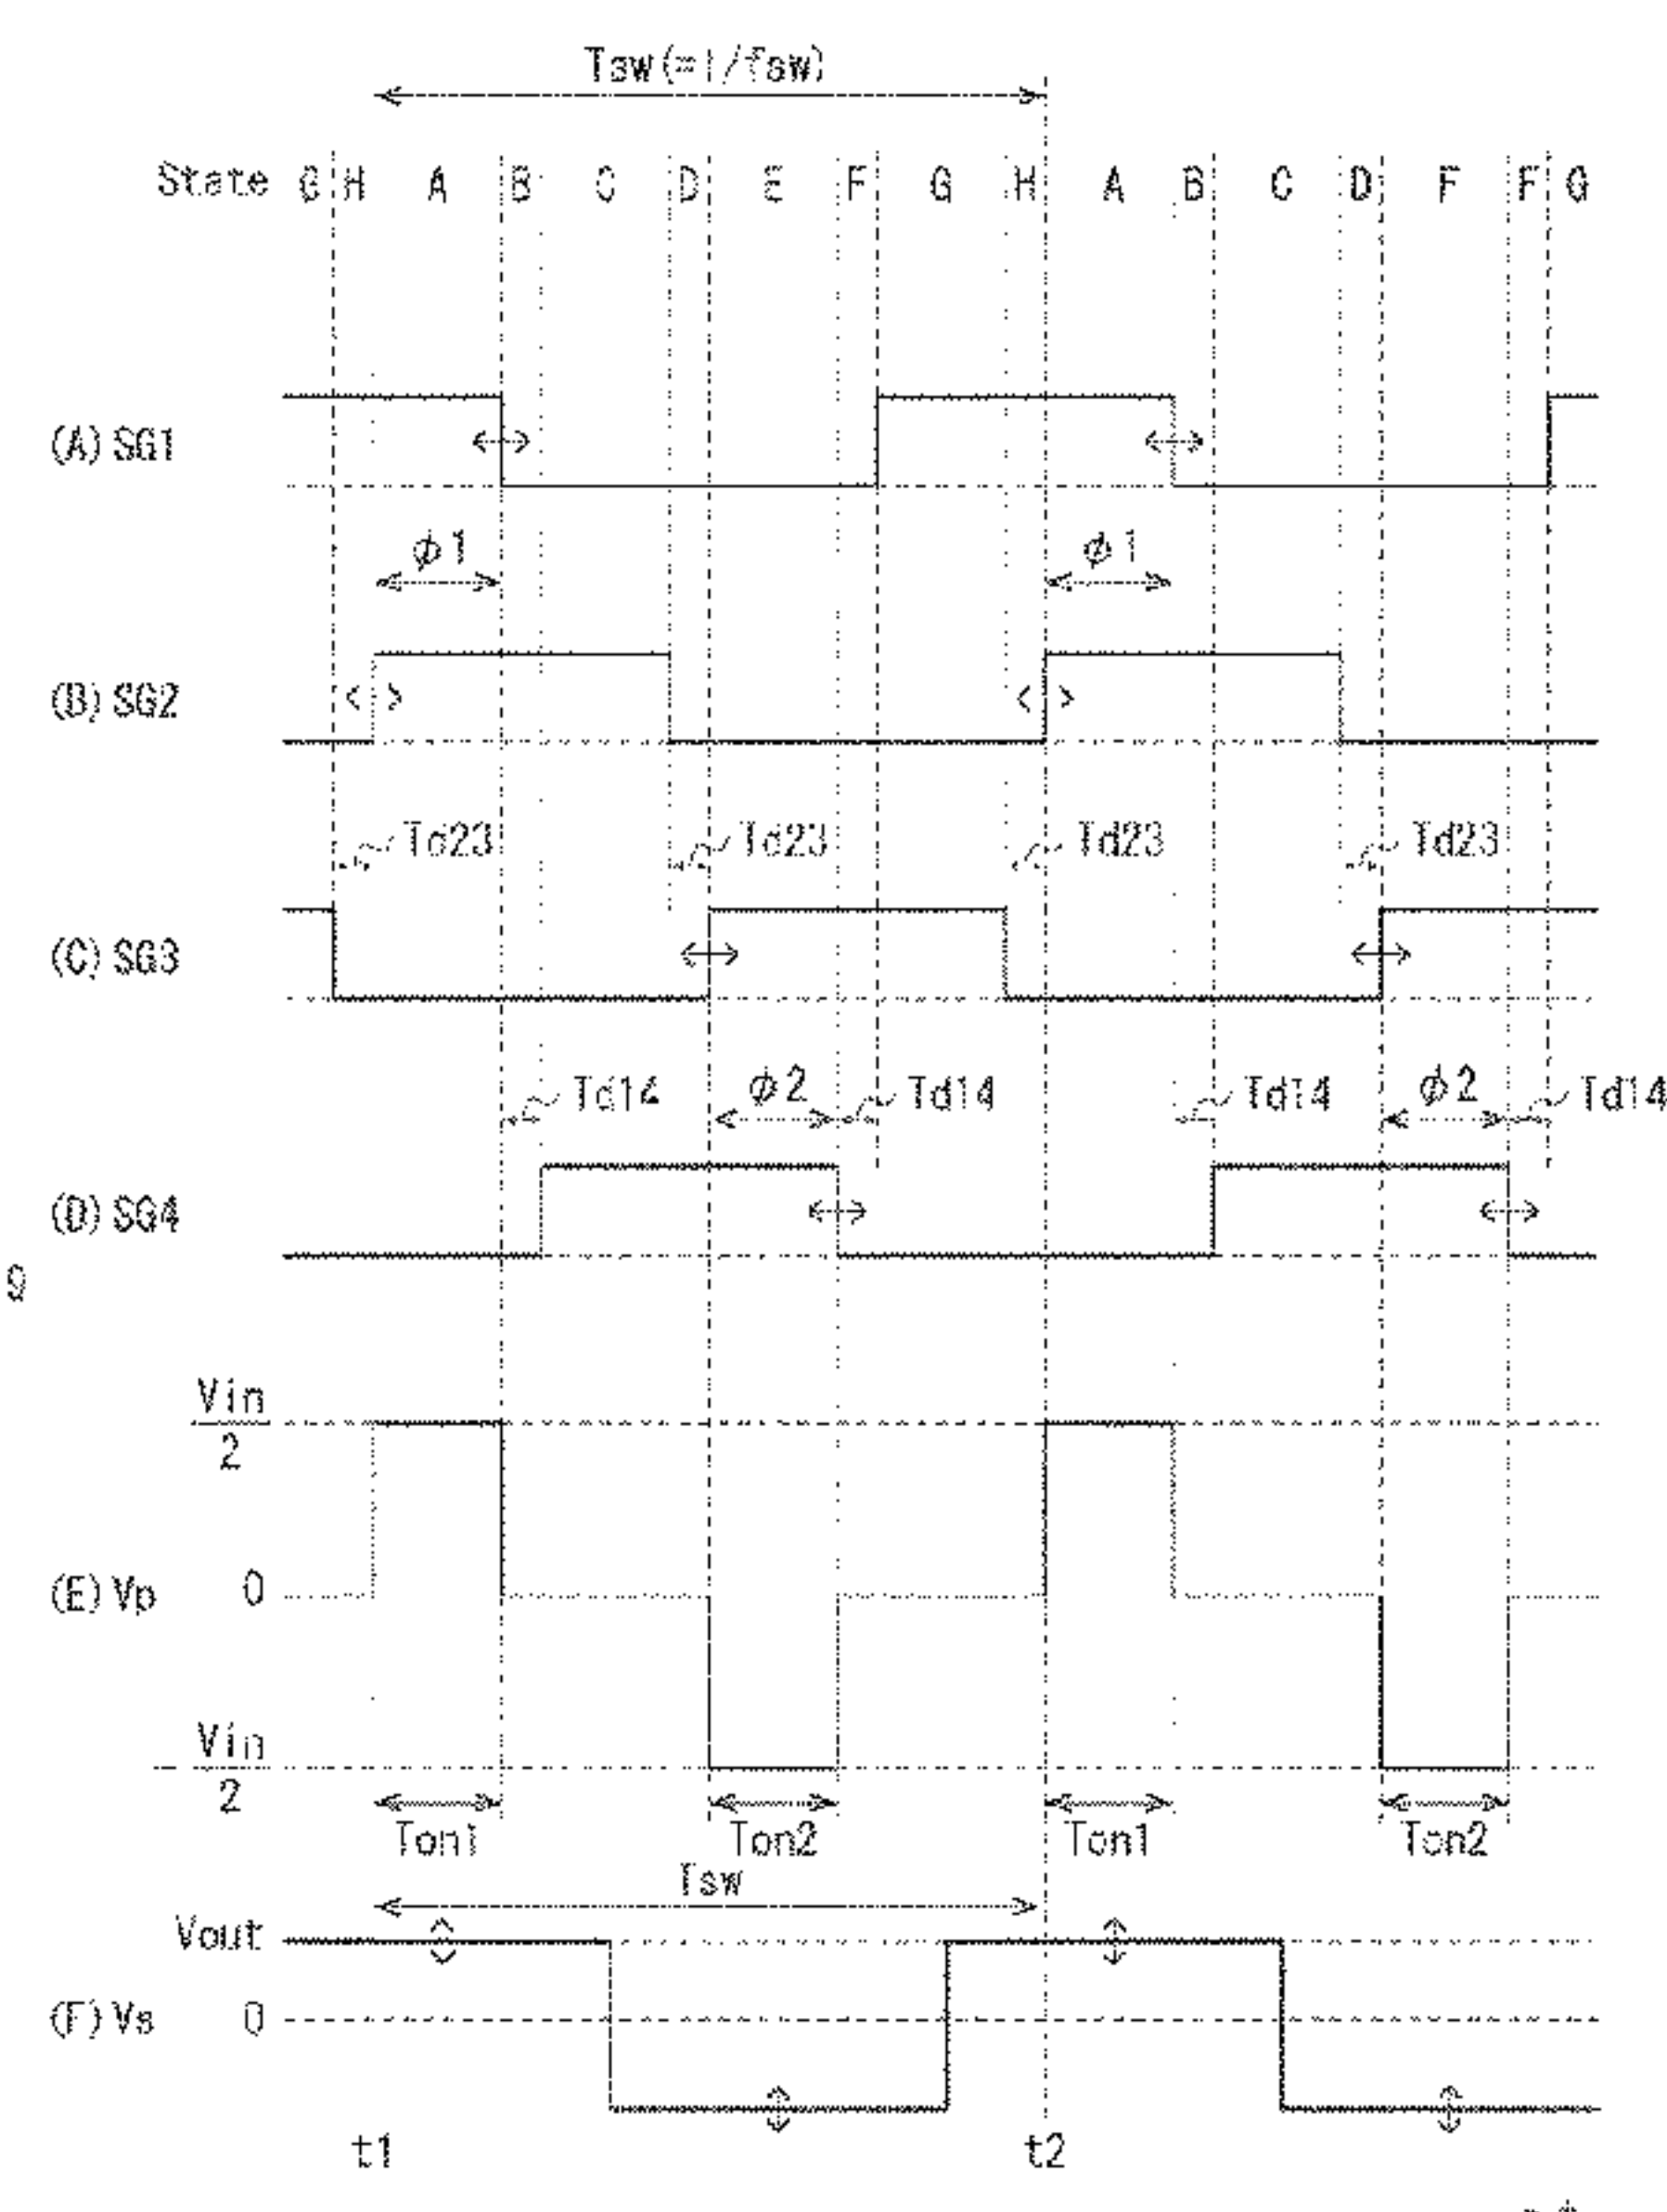 Tsw(=1/fsw)
State G H A B C D E F G H A B C D F F G
(A) SG1
φ1 φ1
(B) SG2
Td23 Td23 Td23 Td23
(C) SG3
Td14 φ2 Td14 Td14 φ2 Td14
(D) SG4
9
Vin
2
(E) Vp 0
Vin
- 2
Ton1 Ton2 Ton1 Ton2
Tsw
Vout
(F) Vs 0
t1 t2